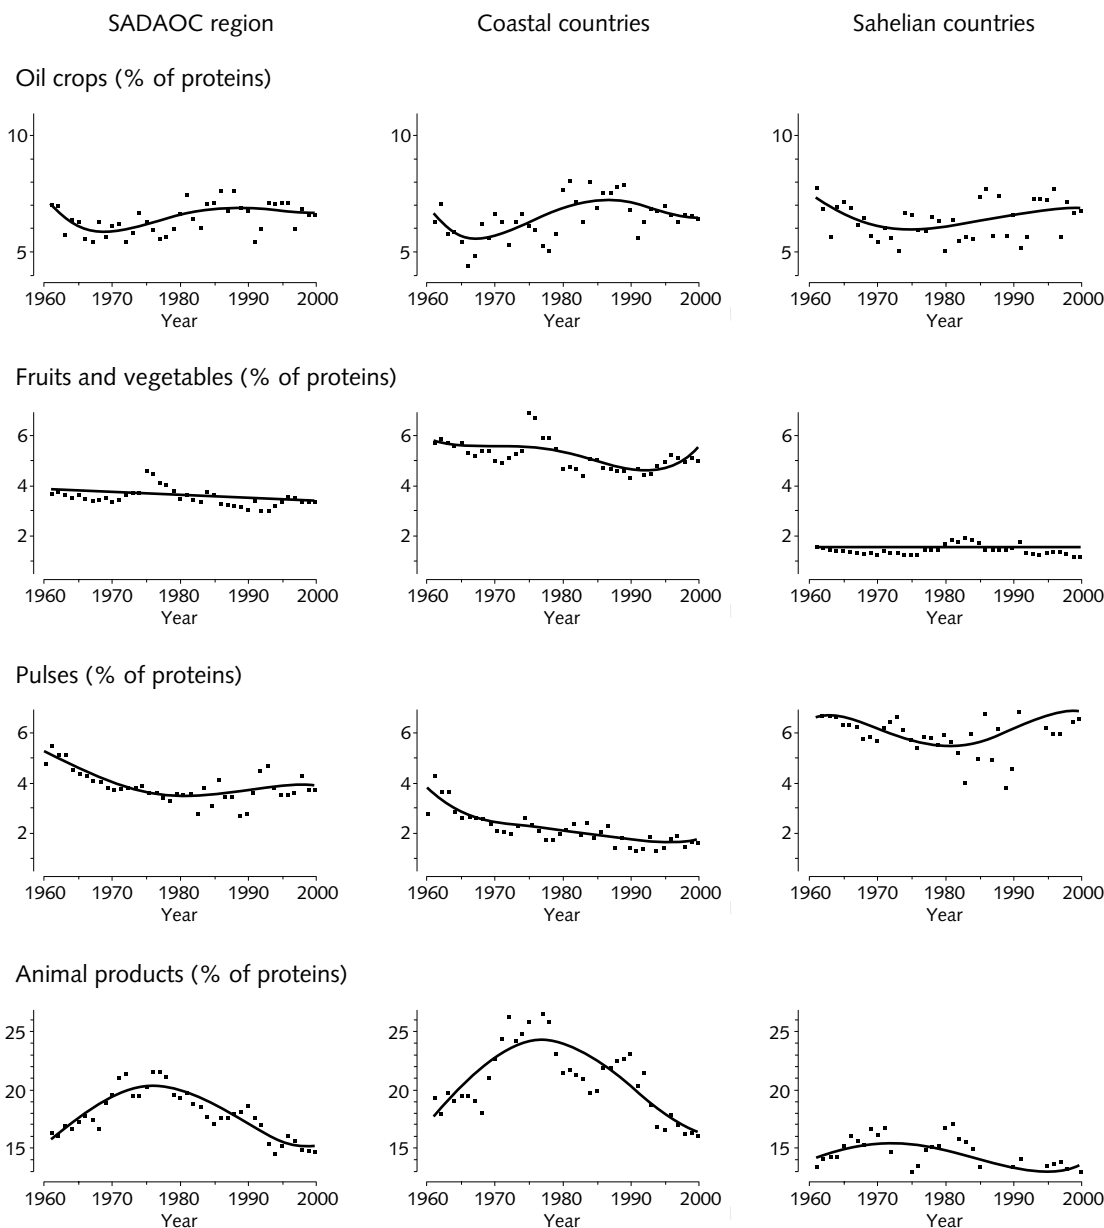 SADAOC region Coastal countries Sahelian countries
Oil crops (% of proteins)
10 10 10
5 5 5
1960 1970 1980 1990 2000 1960 1970 1980 1990 2000 1960 1970 1980 1990 2000
Year Year Year
Fruits and vegetables (% of proteins)
6 6 6
4 4 4
2 2 2
1960 1970 1980 1990 2000 1960 1970 1980 1990 2000 1960 1970 1980 1990 2000
Year Year Year
Pulses (% of proteins)
6 6 6
4 4 4
2 2 2
1960 1970 1980 1990 2000 1960 1970 1980 1990 2000 1960 1970 1980 1990 2000
Year Year Year
Animal products (% of proteins)
25 25 25
20 20 20
15 15 15
1960 1970 1980 1990 2000 1960 1970 1980 1990 2000 1960 1970 1980 1990 2000
Year Year Year